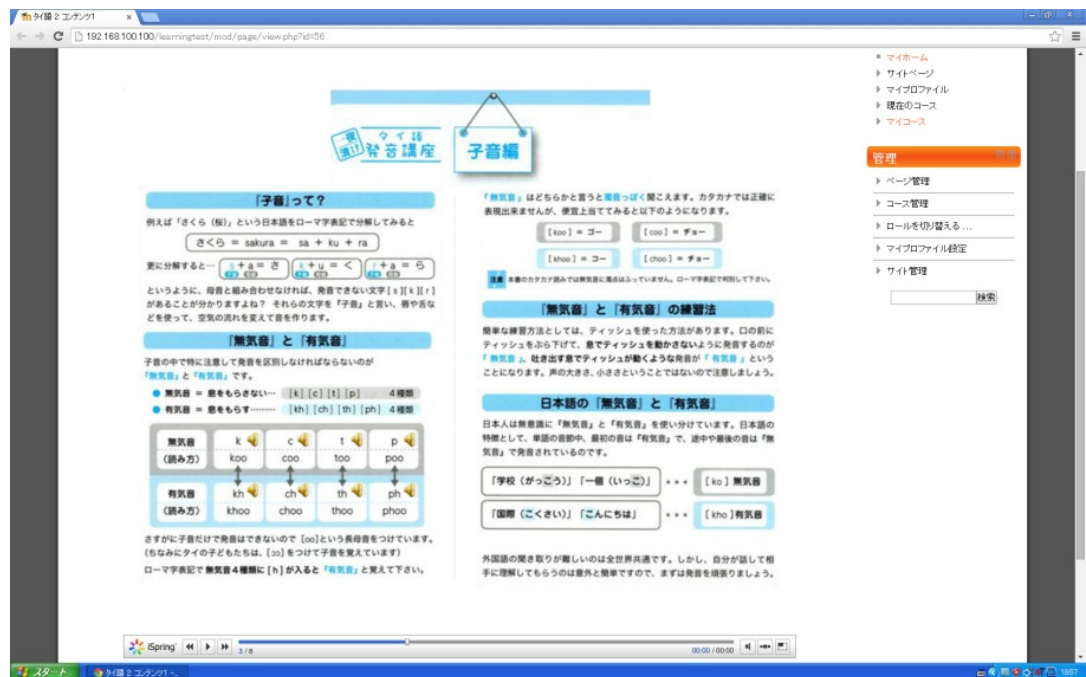 タイ語 2 コンテンツ1
192.168.100.100/learningtest/mod/page/view.php?id=56
一夜漬け
タイ語
発音講座
子音編
『子音』って？
例えば「さくら（桜）」という日本語をローマ字表記で分解してみると
さくら = sakura = sa + ku + ra
更に分解すると… s+a= さ k+u = く r+a = ら
子音 母音 子音 母音 子音 母音
というように、母音と組み合わせなければ、発音できない文字 [ s ] [ k ] [ r ]
があることが分かりますよね？ それらの文字を『子音』と言い、唇や舌な
どを使って、空気の流れを変えて音を作ります。
『無気音』と『有気音』
子音の中で特に注意して発音を区別しなければならないのが
『無気音』と『有気音』です。
● 無気音 = 息をもらさない… [k] [c] [t] [p] 4種類
● 有気音 = 息をもらす……… [kh] [ch] [th] [ph] 4種類
無気音 k c t p
（読み方） koo coo too poo
有気音 kh ch th ph
（読み方） khoo choo thoo phoo
さすがに子音だけで発音はできないので [oo]という長母音をつけています。
（ちなみにタイの子どもたちは、[ɔɔ] をつけて子音を覚えています）
ローマ字表記で無気音4種類に [ h ] が入ると『有気音』と覚えて下さい。
『無気音』はどちらかと言うと濁音っぽく聞こえます。カタカナでは正確に
表現出来ませんが、便宜上当ててみると以下のようになります。
[ koo ] = ゴー [ coo ] = ヂョー
[ khoo ] = コー [ choo ] = チョー
注意 本書のカタカナ読みでは無気音に濁点はふっていません。ローマ字表記で判別して下さい。
『無気音』と『有気音』の練習法
簡単な練習方法としては、ティッシュを使った方法があります。口の前に
ティッシュをぶら下げて、息でティッシュを動かさないように発音するのが
『無気音』、吐き出す息でティッシュが動くような発音が『有気音』という
ことになります。声の大きさ、小ささということではないので注意しましょう。
日本語の『無気音』と『有気音』
日本人は無意識に『無気音』と『有気音』を使い分けています。日本語の
特徴として、単語の音節中、最初の音は『有気音』で、途中や最後の音は『無
気音』で発音されているのです。
「学校（がっこう）」「一個（いっこ）」 ・・・ [ ko ] 無気音
「国際（こくさい）」「こんにちは」 ・・・ [ kho ] 有気音
外国語の聞き取りが難しいのは全世界共通です。しかし、自分が話して相
手に理解してもらうのは意外と簡単ですので、まずは発音を頑張りましょう。
iSpring
3 / 8
00:00 / 00:00
マイホーム
サイトページ
マイプロファイル
現在のコース
マイコース
管理
ページ管理
コース管理
ロールを切り替える ...
マイプロファイル設定
サイト管理
検索
スタート
タイ語 2 コンテンツ1 -...
1857